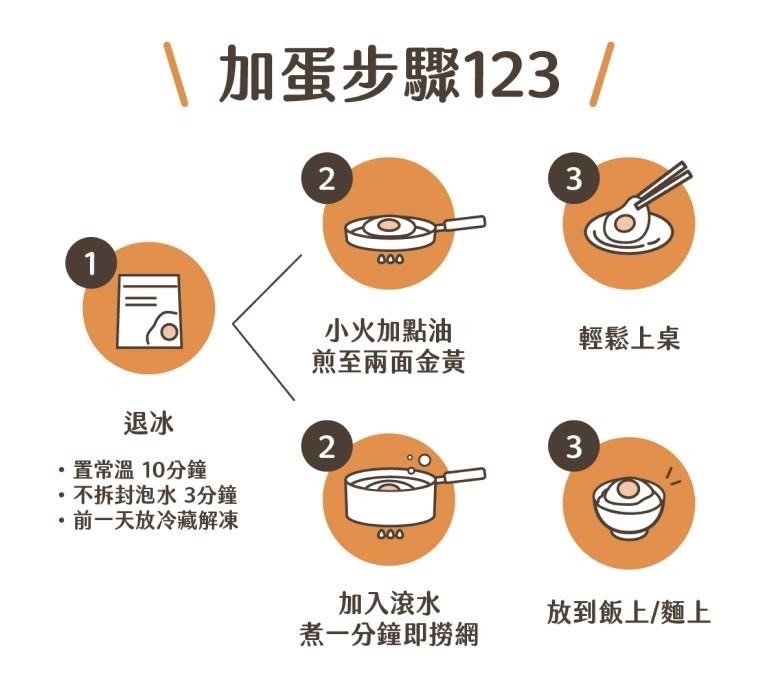 加蛋步驟123
1
退冰
・置常溫 10分鐘
・不拆封泡水 3分鐘
・前一天放冷藏解凍
2
小火加點油
煎至兩面金黃
3
輕鬆上桌
2
加入滾水
煮一分鐘即撈網
3
放到飯上/麵上